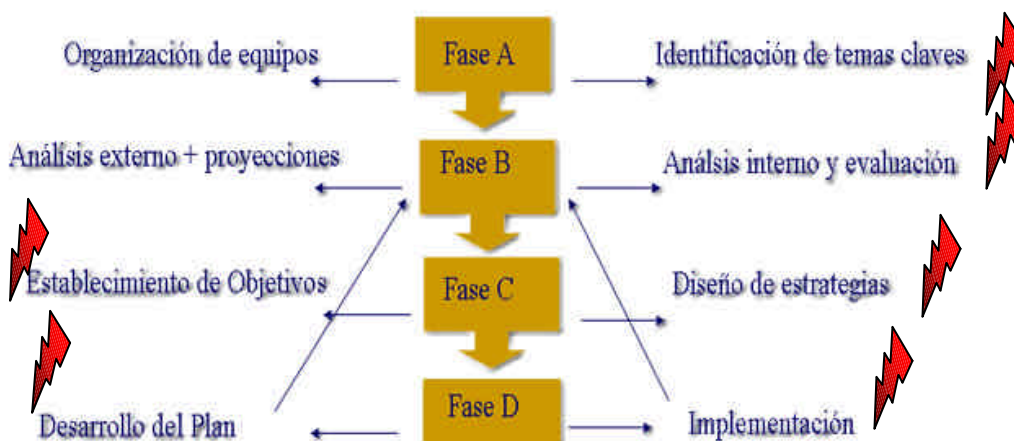 Organización de equipos
Fase A
Identificación de temas claves
Análisis externo + proyecciones
Fase B
Análsis interno y evaluación
Establecimiento de Objetivos
Fase C
Diseño de estrategias
Desarrollo del Plan
Fase D
Implementación